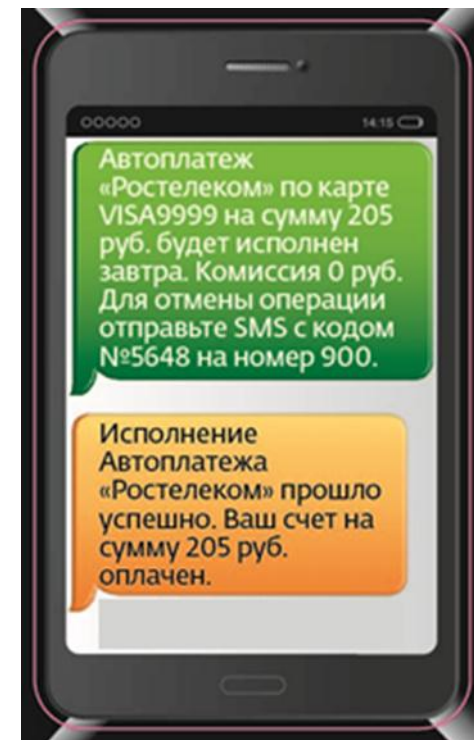 14:15
Автоплатеж
«Ростелеком» по карте
VISA9999 на сумму 205
руб. будет исполнен
завтра. Комиссия 0 руб.
Для отмены операции
отправьте SMS с кодом
№5648 на номер 900.
Исполнение
Автоплатежа
«Ростелеком» прошло
успешно. Ваш счет на
сумму 205 руб.
оплачен.